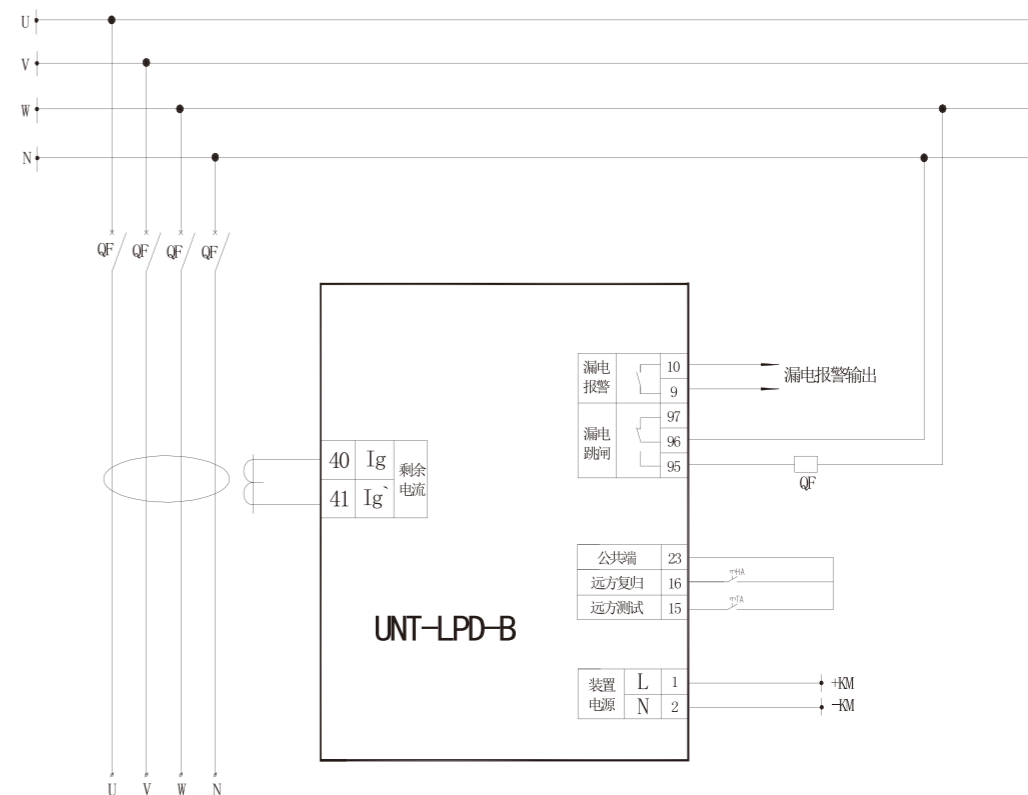 U
V
W
N
QF QF QF QF
漏电
报警
10
9
漏电报警输出
漏电
跳闸
97
96
95
QF
40 Ig
41 Ig`
剩余
电流
公共端 23
远方复归 16
HA
远方测试 15
TA
UNT-LPD-B
装置
电源
L 1
N 2
+KM
-KM
U V W N